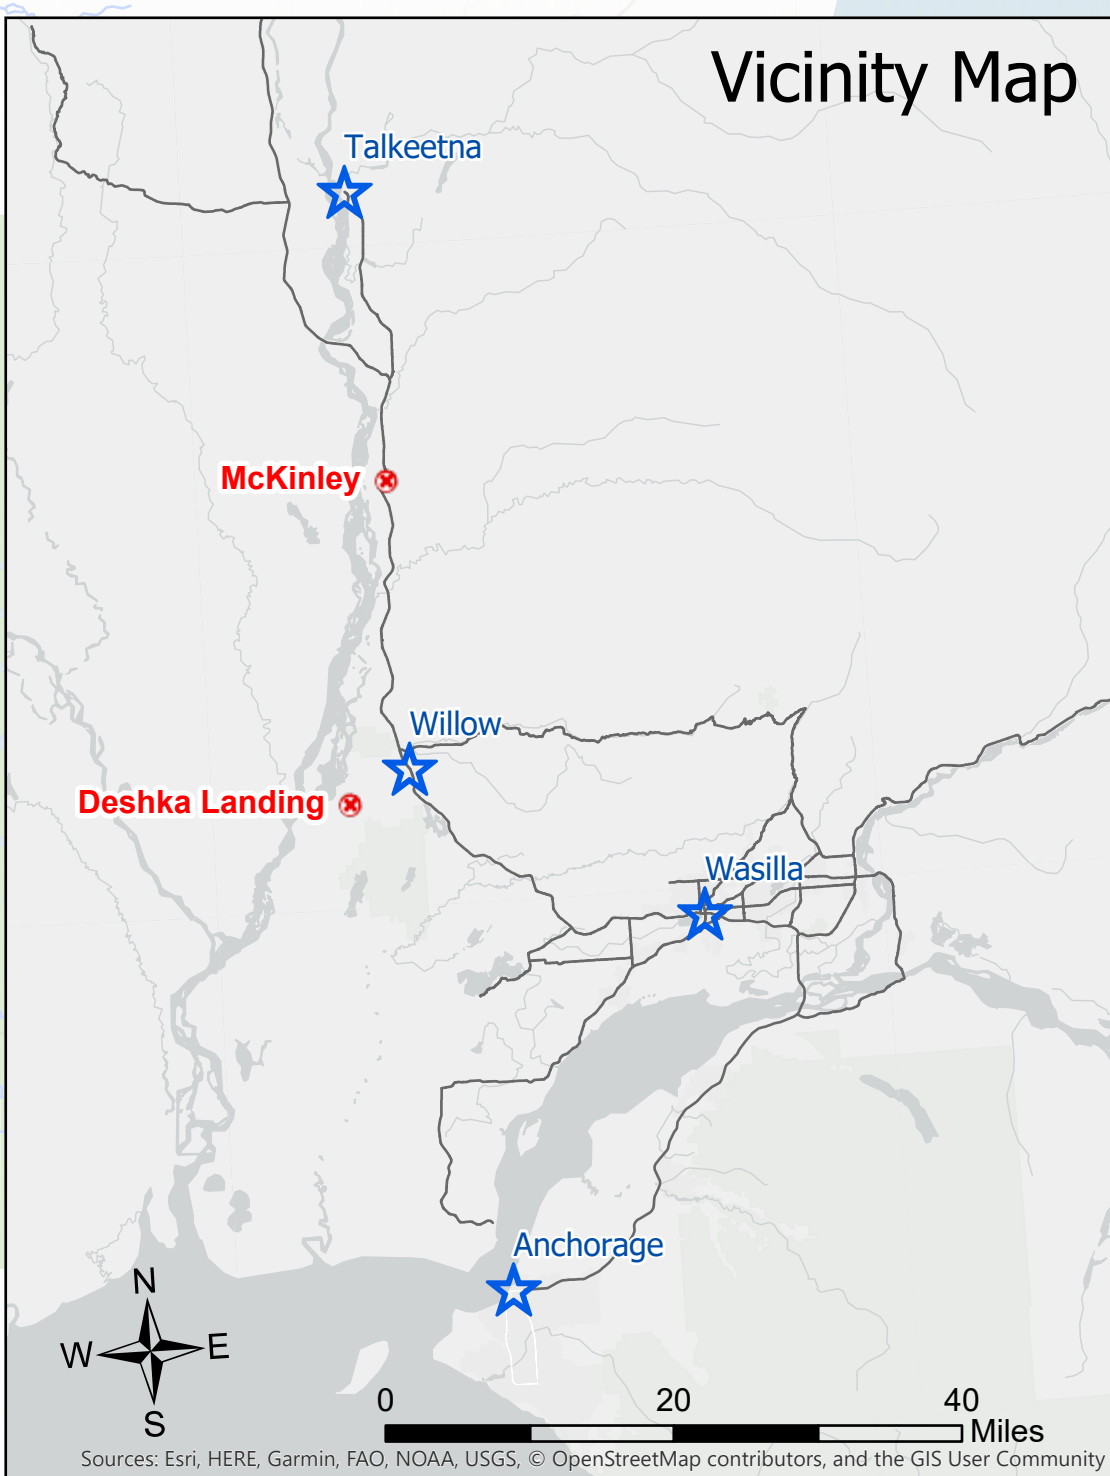 Vicinity Map
Talkeetna
McKinley
Willow
Deshka Landing
Wasilla
Anchorage
N
W E
S
0 20 40
Miles
Sources: Esri, HERE, Garmin, FAO, NOAA, USGS, © OpenStreetMap contributors, and the GIS User Community